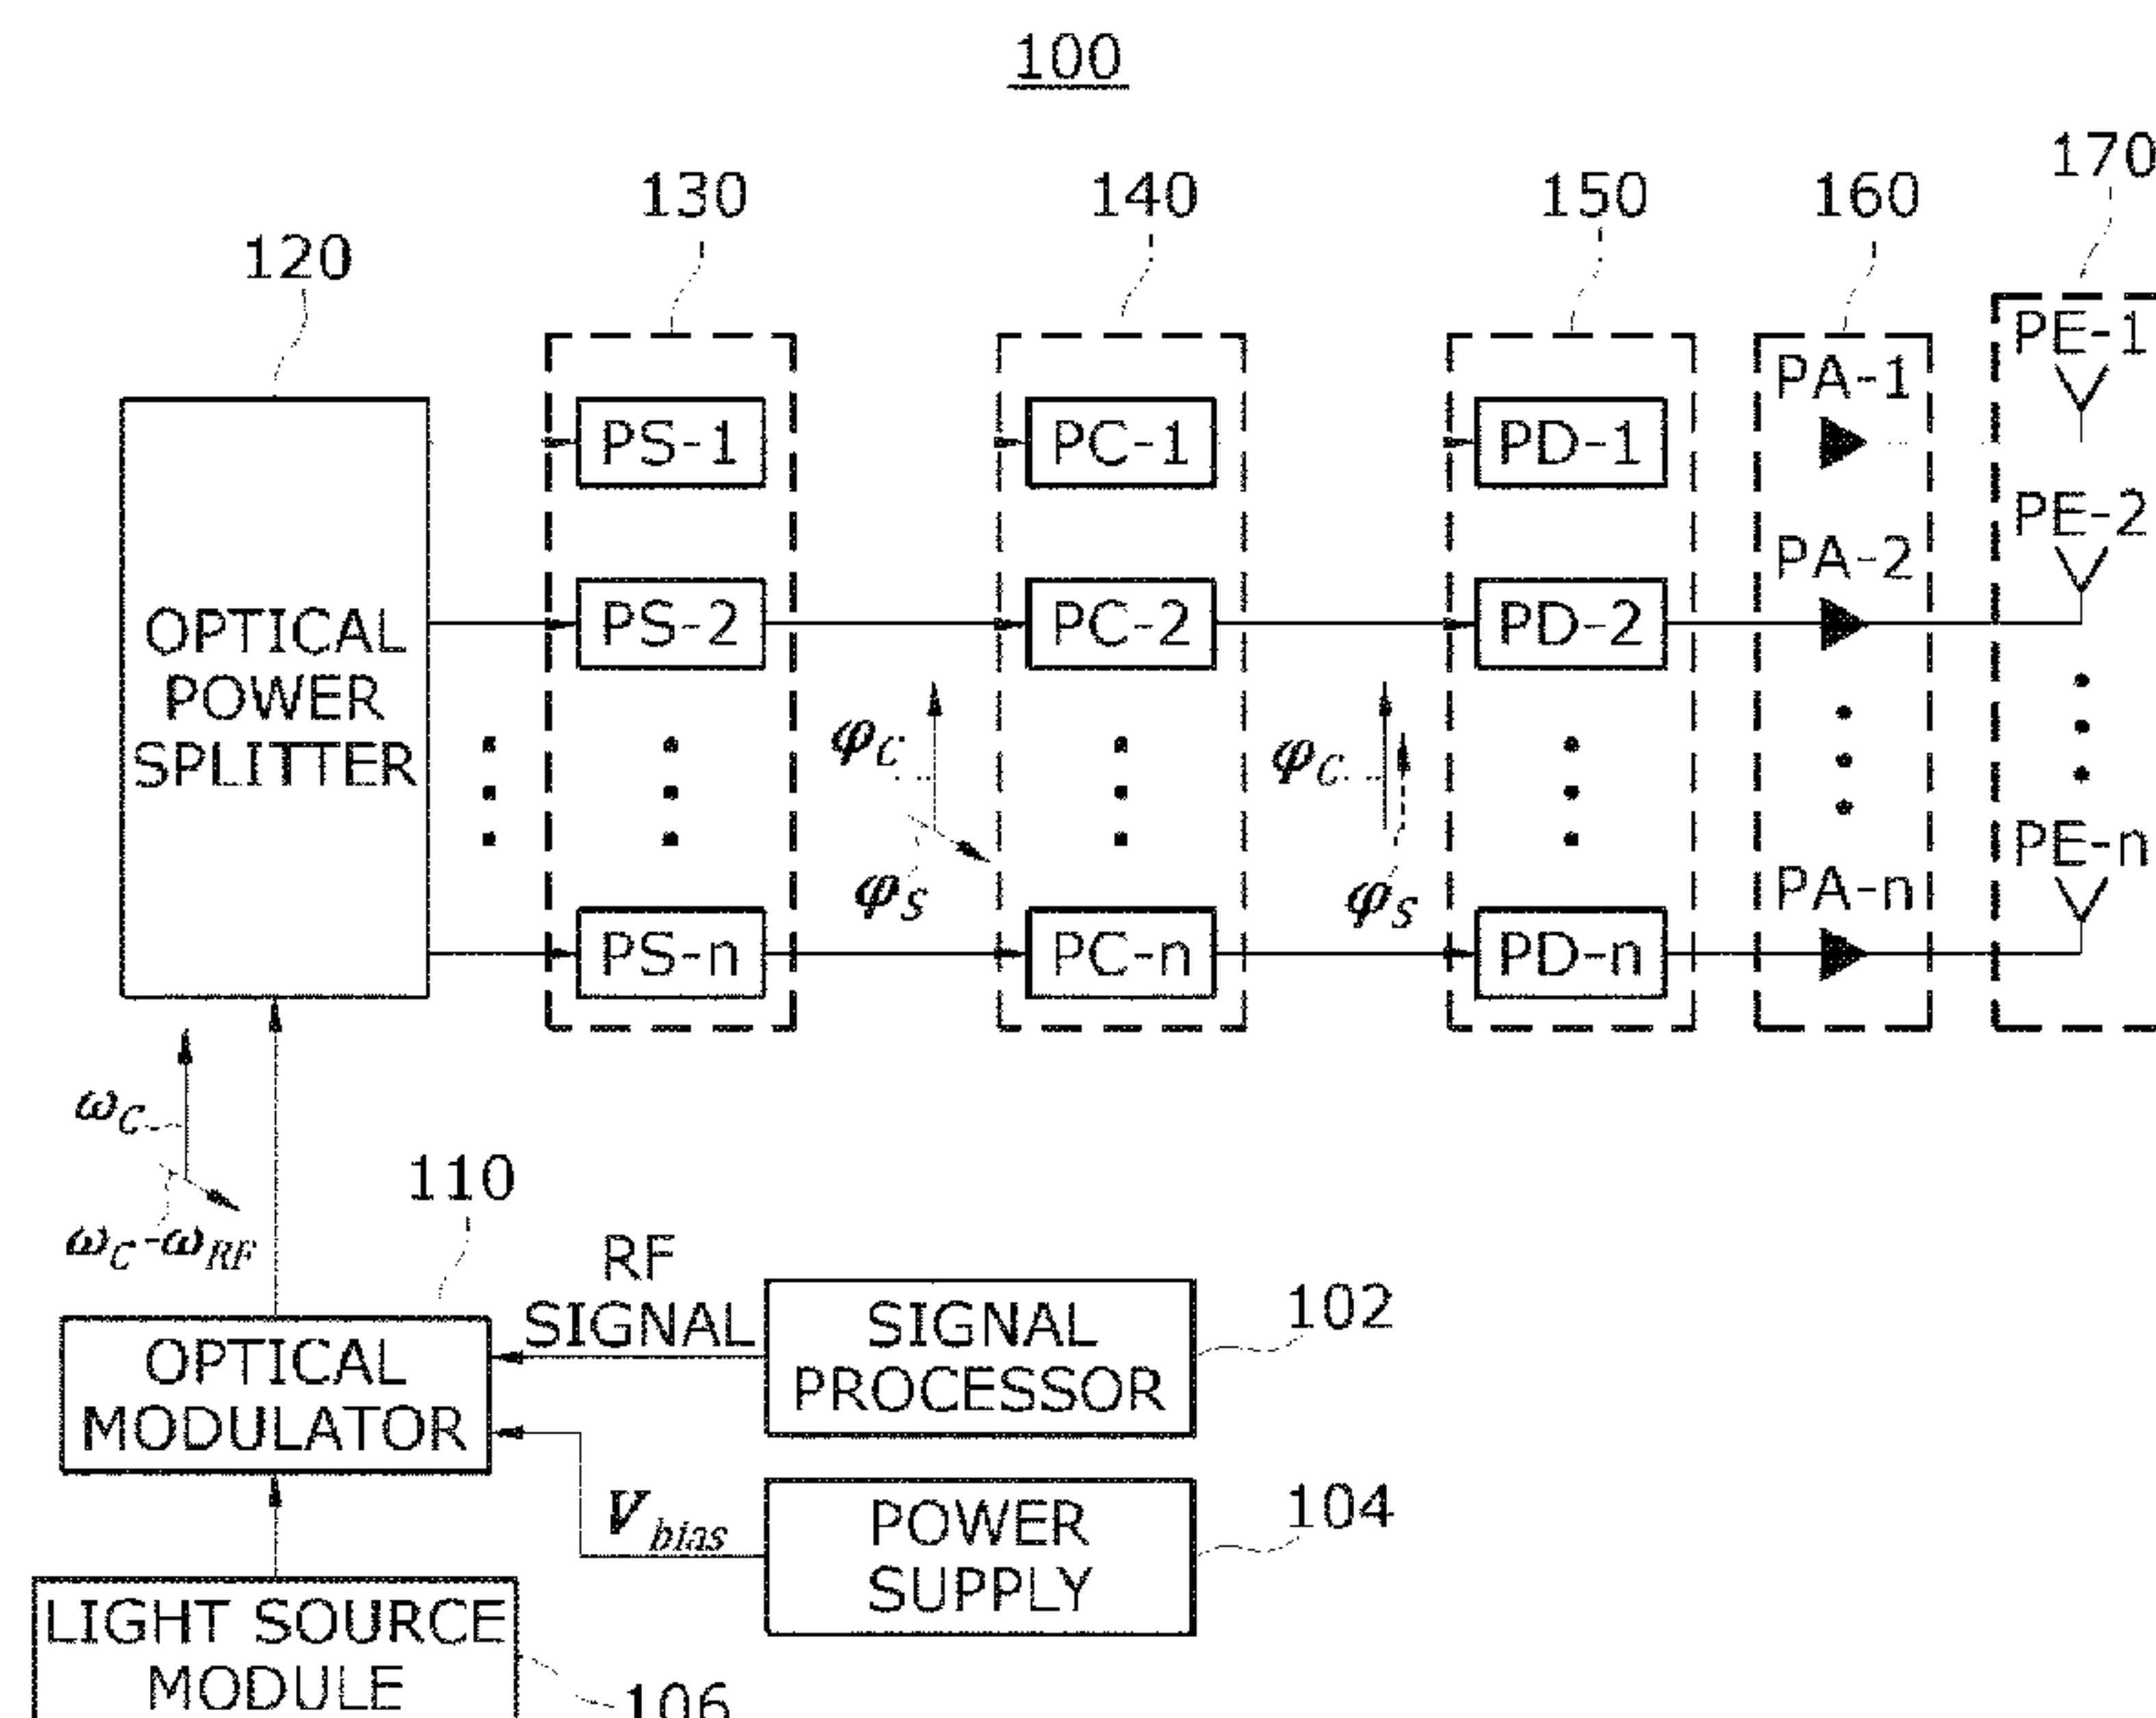 100
120
130
140
150
160
170
PS-1
PC-1
PD-1
PA-1
PE-1
PS-2
PC-2
PD-2
PA-2
PE-2
OPTICAL
POWER
SPLITTER
φC
φS
φC
φS
PS-n
PC-n
PD-n
PA-n
PE-n
ωC
ωC-ωRF
110
RF
SIGNAL
OPTICAL
MODULATOR
SIGNAL
PROCESSOR
102
Vbias
POWER
SUPPLY
104
LIGHT SOURCE
MODULE
106